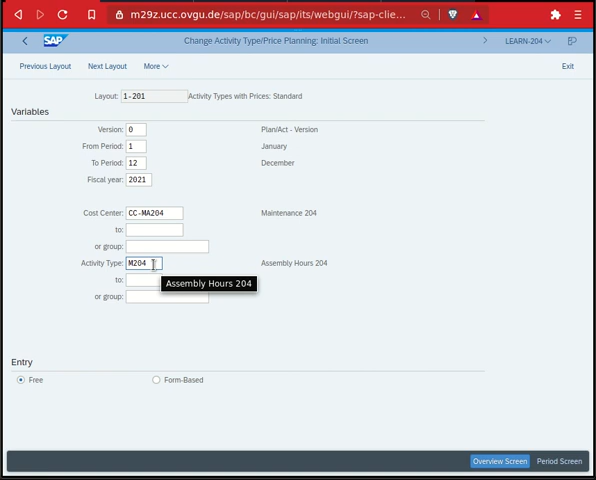 m29z.ucc.ovgu.de/sap/bc/gui/sap/its/webgui/?sap-clie...
SAP Change Activity Type/Price Planning: Initial Screen LEARN-204
Previous Layout Next Layout More Exit
Layout: 1-201 Activity Types with Prices: Standard
Variables
Version: 0 Plan/Act - Version
From Period: 1 January
To Period: 12 December
Fiscal year: 2021
Cost Center: CC-MA204 Maintenance 204
to:
or group:
Activity Type: M204 Assembly Hours 204
to:
Assembly Hours 204
or group:
Entry
Free Form-Based
Overview Screen Period Screen